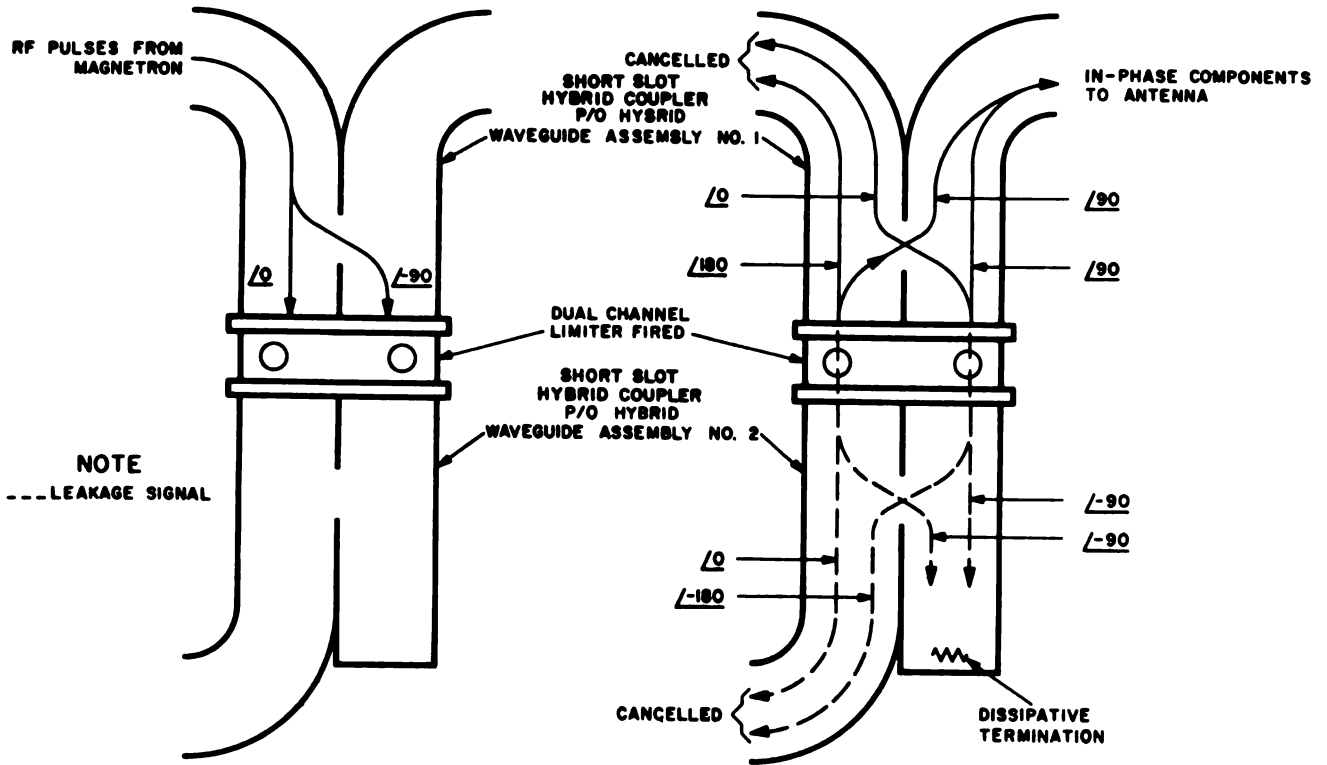 RF PULSES FROM
MAGNETRON
/0
/-90
NOTE
---LEAKAGE SIGNAL
CANCELLED
SHORT SLOT
HYBRID COUPLER
P/O HYSRID
WAVEGUIDE ASSEMBLY NO. 1
DUAL CHANNEL
LIMITER FIRED
SHORT SLOT
HYBRID COUPLER
P/O HYBRID
WAVEGUIDE ASSEMBLY NO. 2
IN-PHASE COMPONENTS
TO ANTENNA
/0
/90
/180
/90
/-90
/-90
/0
/-180
CANCELLED
DISSIPATIVE
TERMINATION